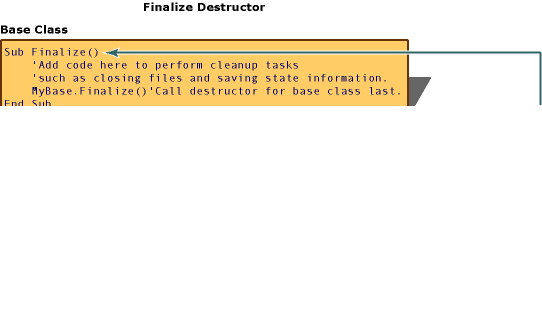 Finalize Destructor
Base Class
Sub Finalize()
'Add code here to perform cleanup tasks
'such as closing files and saving state information.
MyBase.Finalize()'Call destructor for base class last.
End Sub